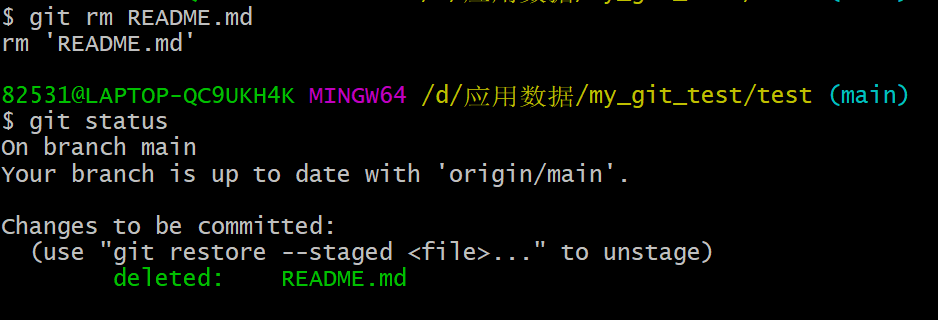 $ git rm README.md
rm 'README.md'
82531@LAPTOP-QC9UKH4K MINGW64 /d/应用数据/my_git_test/test (main)
$ git status
On branch main
Your branch is up to date with 'origin/main'.
Changes to be committed:
  (use "git restore --staged <file>..." to unstage)
        deleted:    README.md